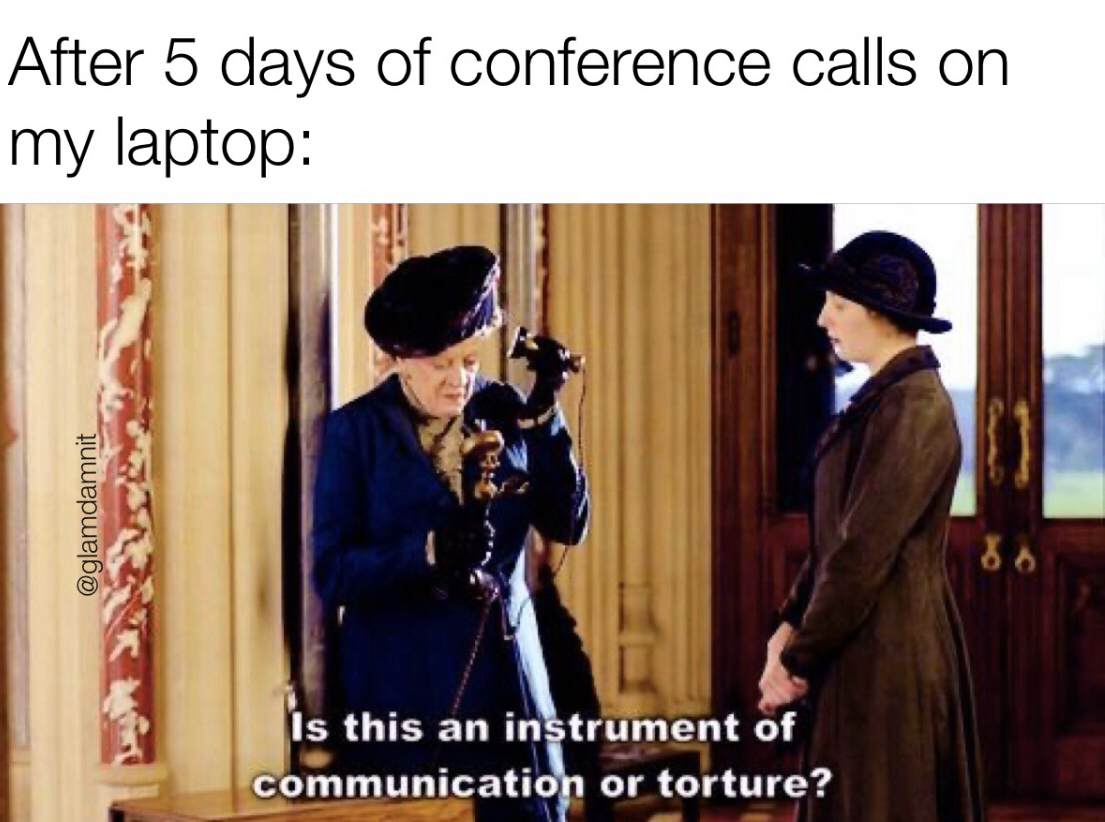 After 5 days of conference calls on
my laptop:
@glamdamnit
Is this an instrument of
communication or torture?